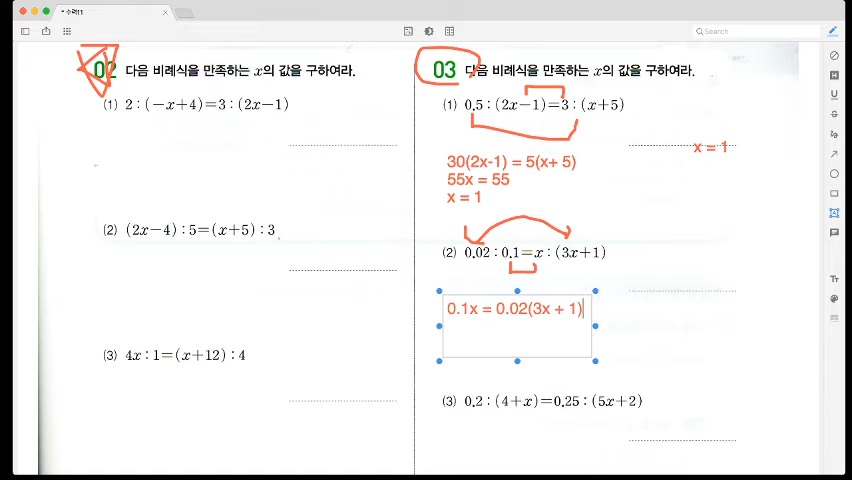 수력11
Search
02 다음 비례식을 만족하는 x의 값을 구하여라.
(1) 2 : (−x+4)=3 : (2x−1)
(2) (2x−4) : 5=(x+5) : 3
(3) 4x : 1=(x+12) : 4
03 다음 비례식을 만족하는 x의 값을 구하여라.
(1) 0.5 : (2x−1)=3 : (x+5)
x = 1
30(2x-1) = 5(x+ 5)
55x = 55
x = 1
(2) 0.02 : 0.1=x : (3x+1)
0.1x = 0.02(3x + 1)
(3) 0.2 : (4+x)=0.25 : (5x+2)